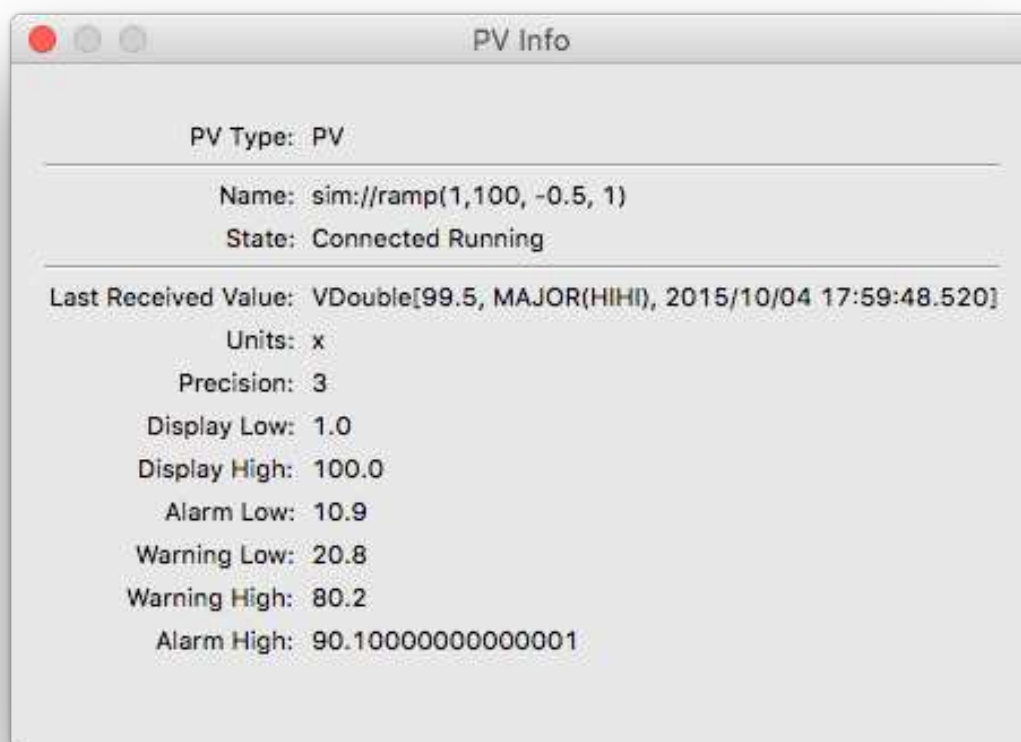 PV Info
PV Type: PV
Name: sim://ramp(1,100, -0.5, 1)
State: Connected Running
Last Received Value: VDouble[99.5, MAJOR(HIHI), 2015/10/04 17:59:48.520]
Units: x
Precision: 3
Display Low: 1.0
Display High: 100.0
Alarm Low: 10.9
Warning Low: 20.8
Warning High: 80.2
Alarm High: 90.10000000000001